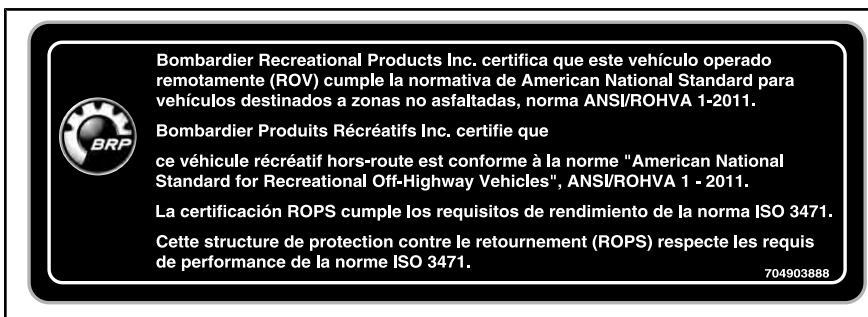 Bombardier Recreational Products Inc. certifica que este vehículo operado
remotamente (ROV) cumple la normativa de American National Standard para
vehículos destinados a zonas no asfaltadas, norma ANSI/ROHVA 1-2011.
Bombardier Produits Récréatifs Inc. certifie que
ce véhicule récréatif hors-route est conforme à la norme "American National
Standard for Recreational Off-Highway Vehicles", ANSI/ROHVA 1 - 2011.
BRP
La certificación ROPS cumple los requisitos de rendimiento de la norma ISO 3471.
Cette structure de protection contre le retournement (ROPS) respecte les requis
de performance de la norme ISO 3471.
704903888